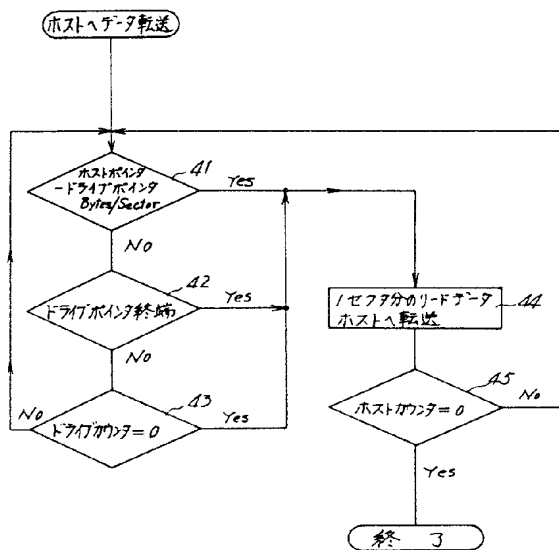 ホストへデータ転送
ホストポインタ
-ドライブポインタ
Bytes/Sector
41
Yes
No
ドライブポインタ終端
42
Yes
No
ドライブカウンタ=0
43
Yes
No
1セクタ分のリードデータ
ホストへ転送
44
ホストカウンタ=0
45
No
Yes
終了